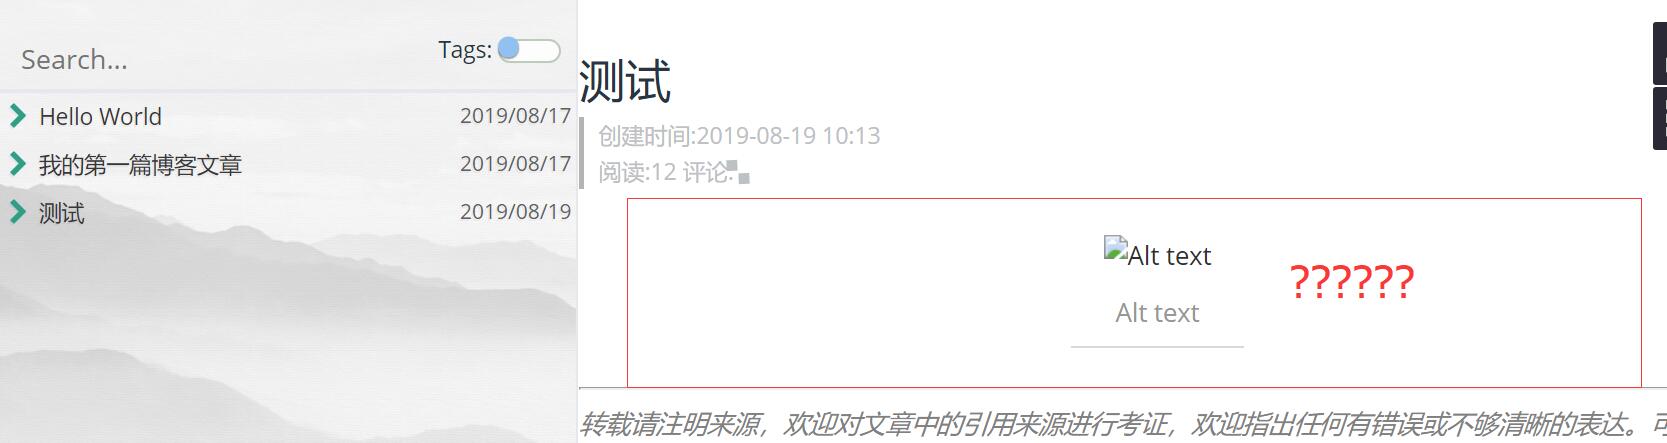 Search...
Tags:
Hello World 2019/08/17
我的第一篇博客文章 2019/08/17
测试 2019/08/19
测试
创建时间:2019-08-19 10:13
阅读:12 评论:
Alt text
??????
Alt text
转载请注明来源，欢迎对文章中的引用来源进行考证，欢迎指出任何有错误或不够清晰的表达。